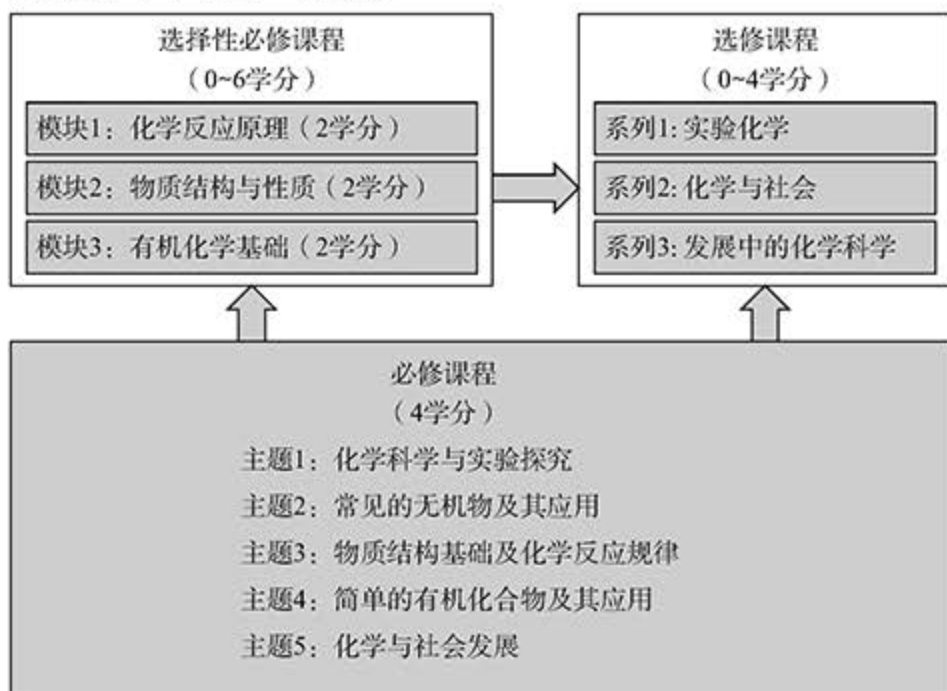 选择性必修课程
（0~6学分）
模块1：化学反应原理（2学分）
模块2：物质结构与性质（2学分）
模块3：有机化学基础（2学分）
选修课程
（0~4学分）
系列1:实验化学
系列2:化学与社会
系列3:发展中的化学科学
必修课程
（4学分）
主题1：化学科学与实验探究
主题2：常见的无机物及其应用
主题3：物质结构基础及化学反应规律
主题4：简单的有机化合物及其应用
主题5：化学与社会发展